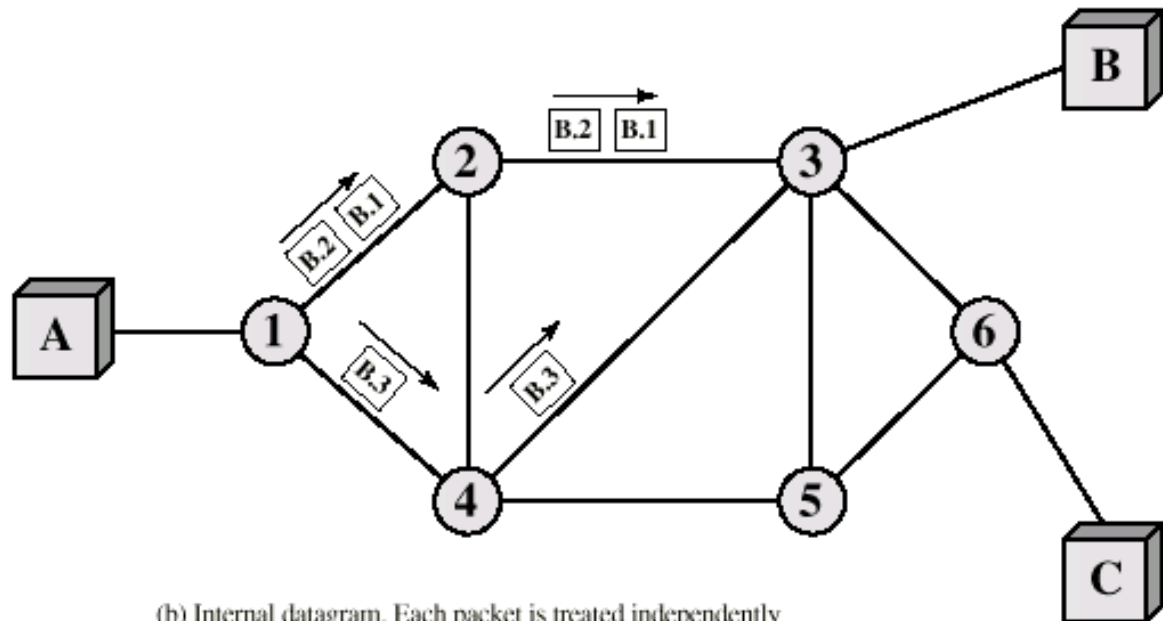 B
B.2 B.1
2
3
B.2 B.1
A
1
6
B.3
B.3
4
5
C
(b) Internal datagram. Each packet is treated independently